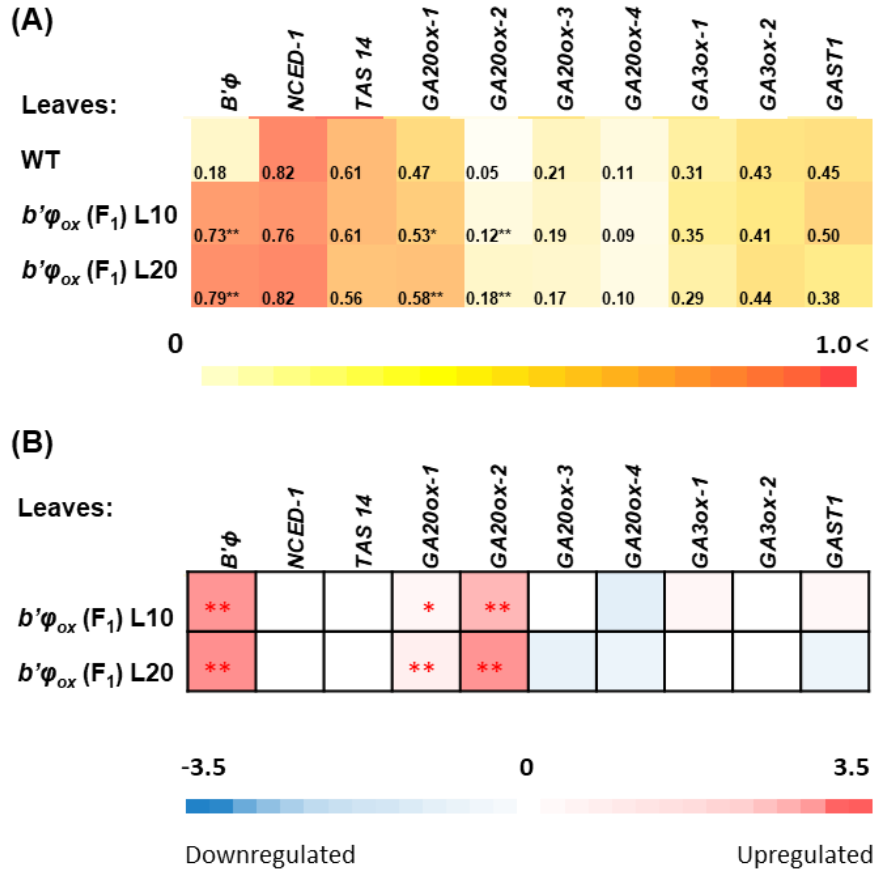 (A)
B'ϕ NCED-1 TAS 14 GA20ox-1 GA20ox-2 GA20ox-3 GA20ox-4 GA3ox-1 GA3ox-2 GAST1
Leaves:
WT 0.18 0.82 0.61 0.47 0.05 0.21 0.11 0.31 0.43 0.45
b'φox (F1) L10 0.73** 0.76 0.61 0.53* 0.12** 0.19 0.09 0.35 0.41 0.50
b'φox (F1) L20 0.79** 0.82 0.56 0.58** 0.18** 0.17 0.10 0.29 0.44 0.38
0 1.0 <
(B)
B'ϕ NCED-1 TAS 14 GA20ox-1 GA20ox-2 GA20ox-3 GA20ox-4 GA3ox-1 GA3ox-2 GAST1
Leaves:
b'φox (F1) L10 ** * **
b'φox (F1) L20 ** ** **
-3.5 0 3.5
Downregulated Upregulated